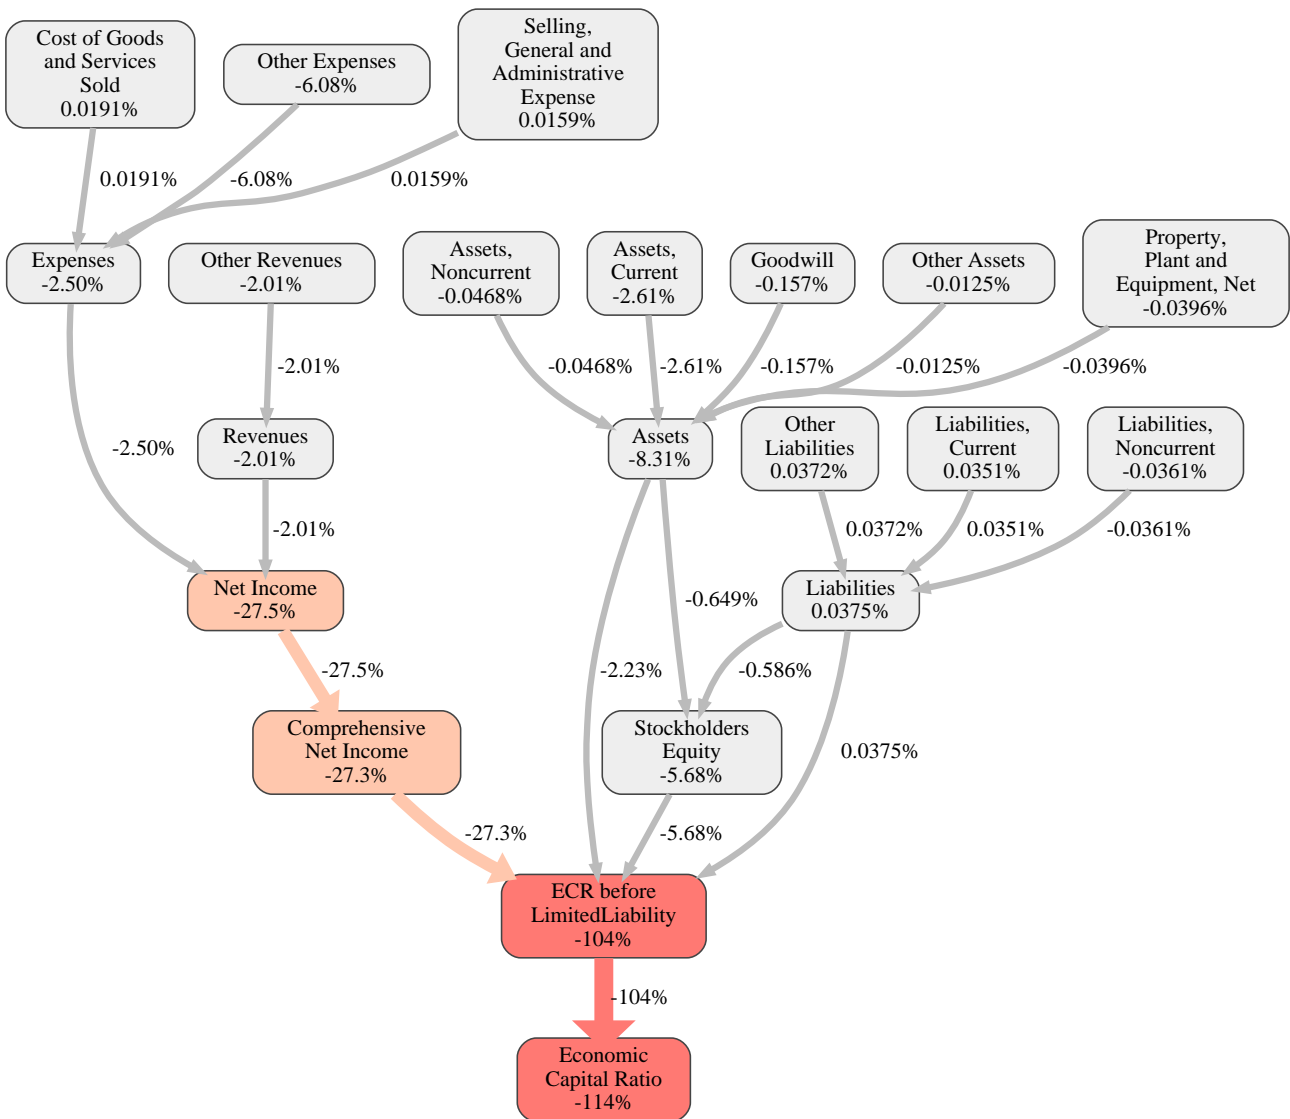 Cost of Goods
and Services
Sold
0.0191%
Other Expenses
-6.08%
Selling,
General and
Administrative
Expense
0.0159%
0.0191%
-6.08%
0.0159%
Expenses
-2.50%
Other Revenues
-2.01%
Assets,
Noncurrent
-0.0468%
Assets,
Current
-2.61%
Goodwill
-0.157%
Other Assets
-0.0125%
Property,
Plant and
Equipment, Net
-0.0396%
-2.01%
-0.0468%
-2.61%
-0.157%
-0.0125%
-0.0396%
-2.50%
Revenues
-2.01%
Assets
-8.31%
Other
Liabilities
0.0372%
Liabilities,
Current
0.0351%
Liabilities,
Noncurrent
-0.0361%
-2.01%
0.0372%
0.0351%
-0.0361%
Net Income
-27.5%
-0.649%
Liabilities
0.0375%
-27.5%
-2.23%
-0.586%
Comprehensive
Net Income
-27.3%
Stockholders
Equity
-5.68%
0.0375%
-27.3%
-5.68%
ECR before
LimitedLiability
-104%
-104%
Economic
Capital Ratio
-114%